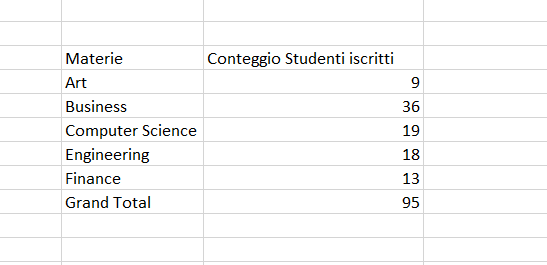 Materie Conteggio Studenti iscritti
Art 9
Business 36
Computer Science 19
Engineering 18
Finance 13
Grand Total 95